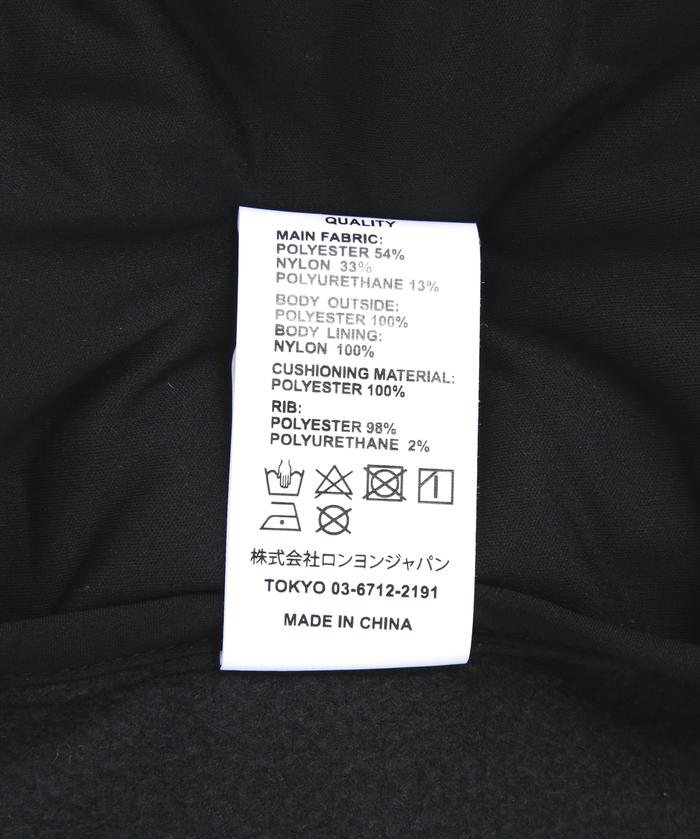 QUALITY
MAIN FABRIC:
POLYESTER 54%
NYLON 33%
POLYURETHANE 13%
BODY OUTSIDE:
POLYESTER 100%
BODY LINING:
NYLON 100%
CUSHIONING MATERIAL:
POLYESTER 100%
RIB:
POLYESTER 98%
POLYURETHANE 2%
株式会社ロンヨンジャパン
TOKYO 03-6712-2191
MADE IN CHINA